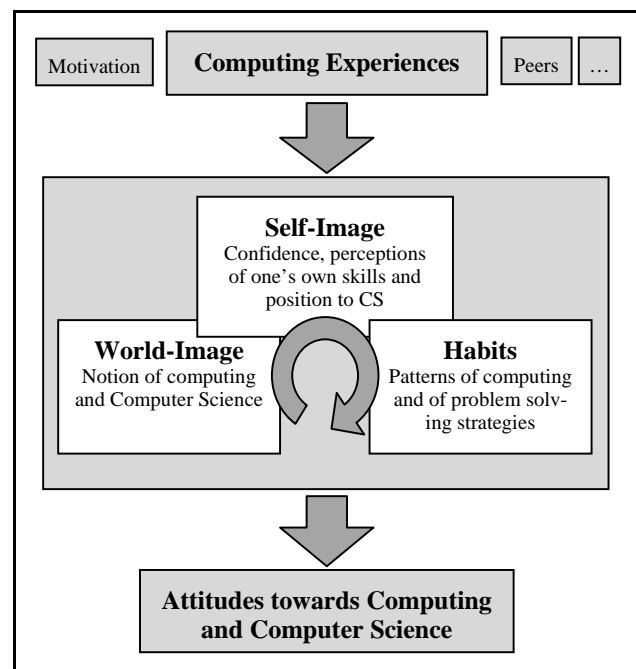 Motivation
Computing Experiences
Peers
…
Self-Image
Confidence, perceptions
of one’s own skills and
position to CS
World-Image
Notion of computing
and Computer Science
Habits
Patterns of computing
and of problem solv-
ing strategies
Attitudes towards Computing
and Computer Science